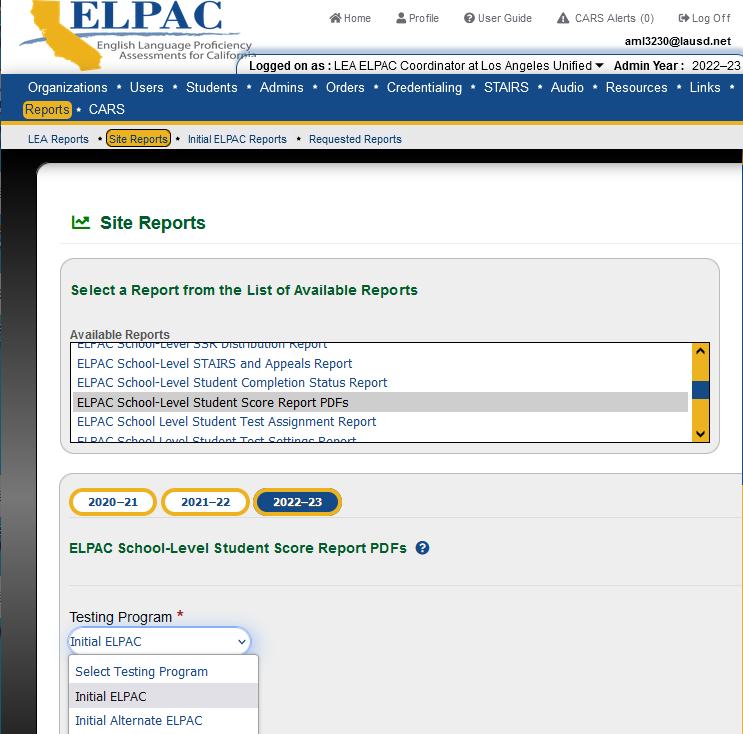 ELPAC
English Language Proficiency
Assessments for California
Home Profile User Guide CARS Alerts (0) Log Off
aml3230@lausd.net
Logged on as : LEA ELPAC Coordinator at Los Angeles Unified Admin Year : 2022–23
Organizations • Users • Students • Admins • Orders • Credentialing • STAIRS • Audio • Resources • Links •
Reports • CARS
LEA Reports • Site Reports • Initial ELPAC Reports • Requested Reports
Site Reports
Select a Report from the List of Available Reports
Available Reports
ELPAC School-Level SSR Distribution Report
ELPAC School-Level STAIRS and Appeals Report
ELPAC School-Level Student Completion Status Report
ELPAC School-Level Student Score Report PDFs
ELPAC School Level Student Test Assignment Report
ELPAC School Level Student Test Settings Report
2020–21 2021–22 2022–23
ELPAC School-Level Student Score Report PDFs ?
Testing Program *
Initial ELPAC
Select Testing Program
Initial ELPAC
Initial Alternate ELPAC